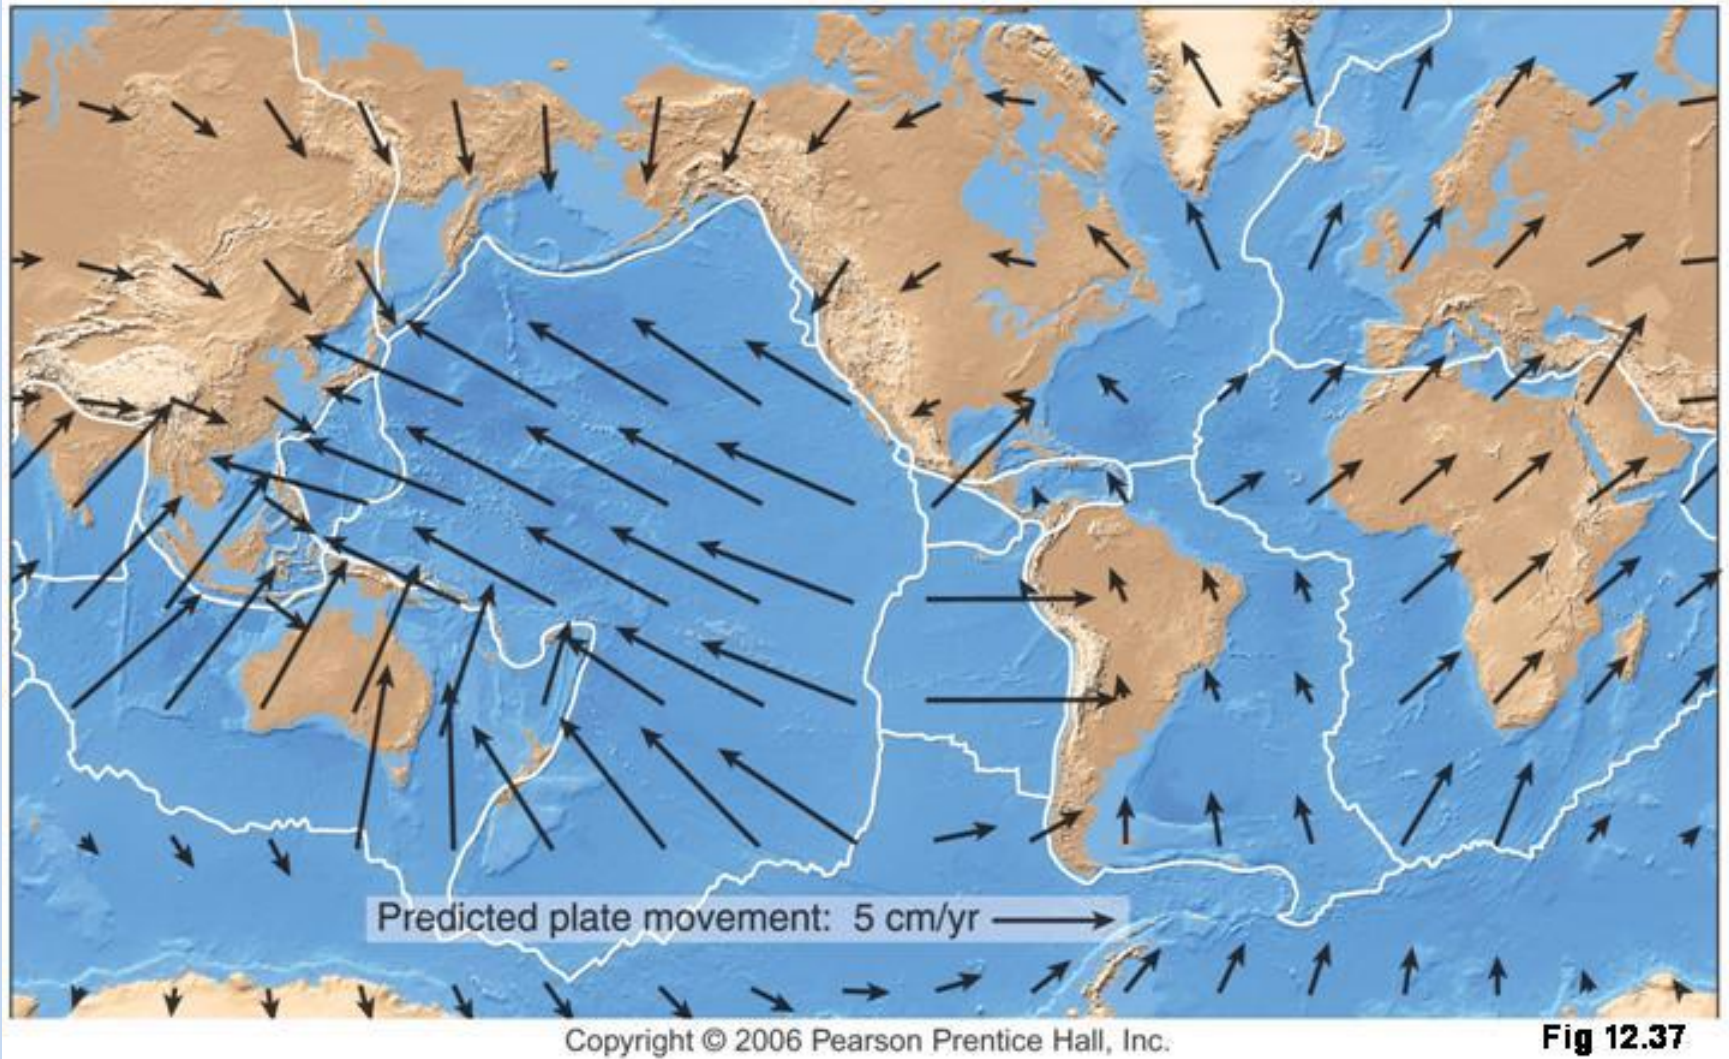 Predicted plate movement: 5 cm/yr
Copyright © 2006 Pearson Prentice Hall, Inc.
Fig 12.37